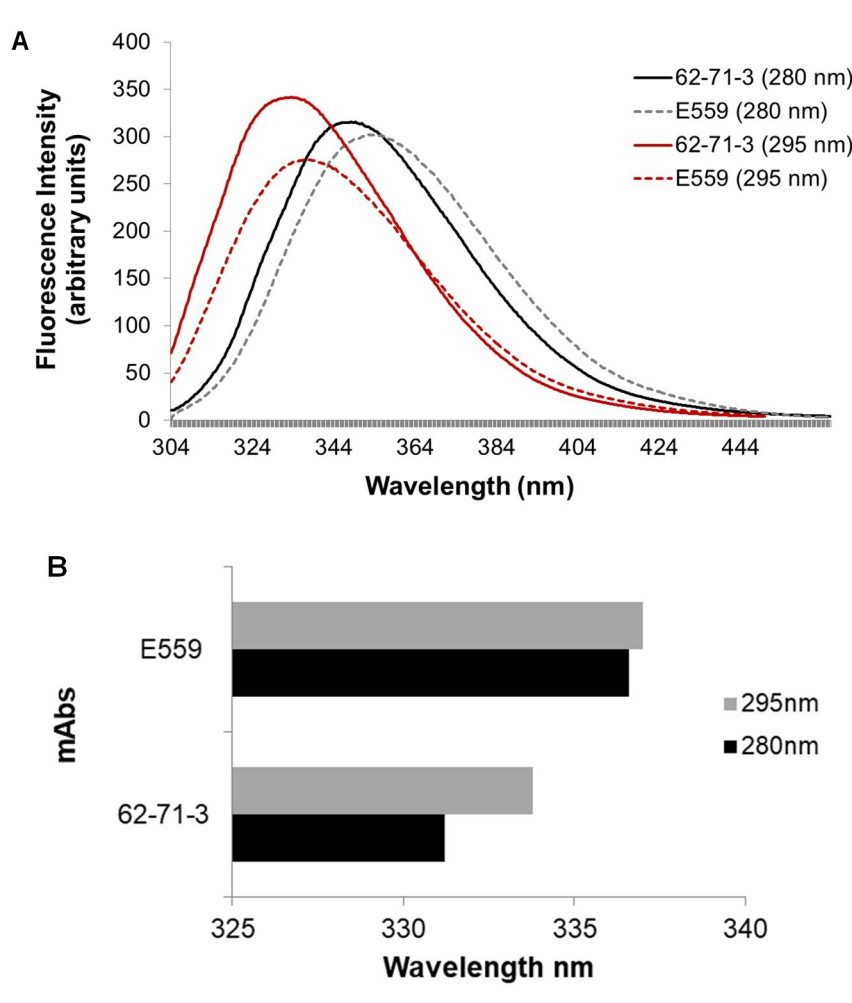 A
Fluorescence Intensity
(arbitrary units)
400
350
300
250
200
150
100
50
0
304 324 344 364 384 404 424 444
Wavelength (nm)
62-71-3 (280 nm)
E559 (280 nm)
62-71-3 (295 nm)
E559 (295 nm)
B
mAbs
E559
62-71-3
295nm
280nm
325 330 335 340
Wavelength nm